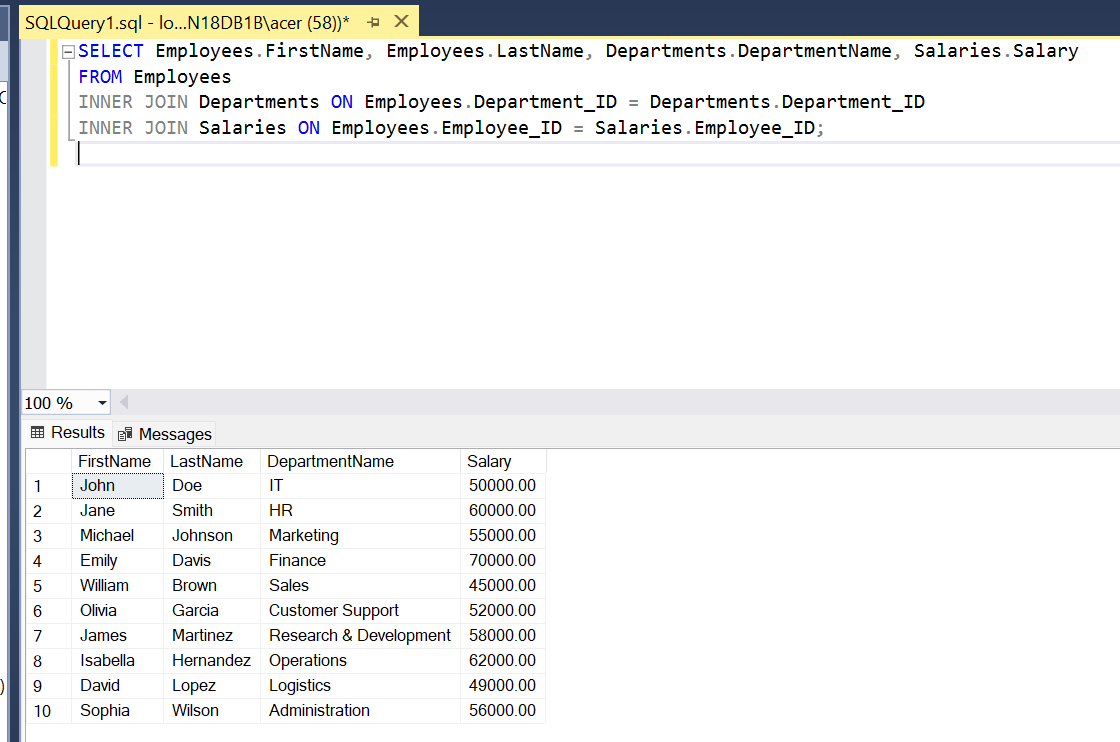 SQLQuery1.sql - lo...N18DB1B\acer (58))*
SELECT Employees.FirstName, Employees.LastName, Departments.DepartmentName, Salaries.Salary
FROM Employees
INNER JOIN Departments ON Employees.Department_ID = Departments.Department_ID
INNER JOIN Salaries ON Employees.Employee_ID = Salaries.Employee_ID;
100 %
Results Messages
FirstName LastName DepartmentName Salary
1 John Doe IT 50000.00
2 Jane Smith HR 60000.00
3 Michael Johnson Marketing 55000.00
4 Emily Davis Finance 70000.00
5 William Brown Sales 45000.00
6 Olivia Garcia Customer Support 52000.00
7 James Martinez Research & Development 58000.00
8 Isabella Hernandez Operations 62000.00
9 David Lopez Logistics 49000.00
10 Sophia Wilson Administration 56000.00